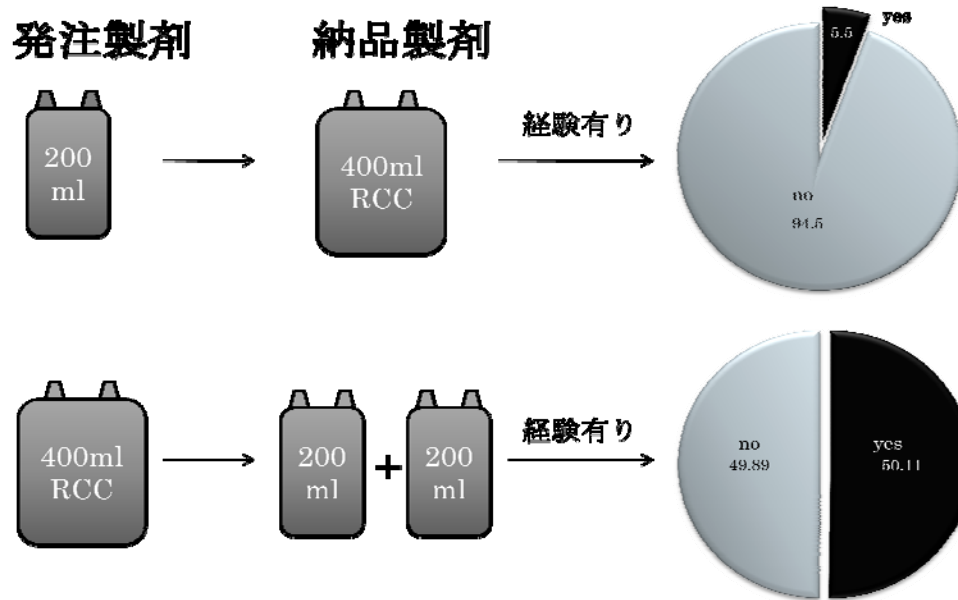 発注製剤
納品製剤
200
ml
400ml
RCC
経験有り
yes
5.5
no
94.5
400ml
RCC
200
ml
+
200
ml
経験有り
no
49.89
yes
50.11